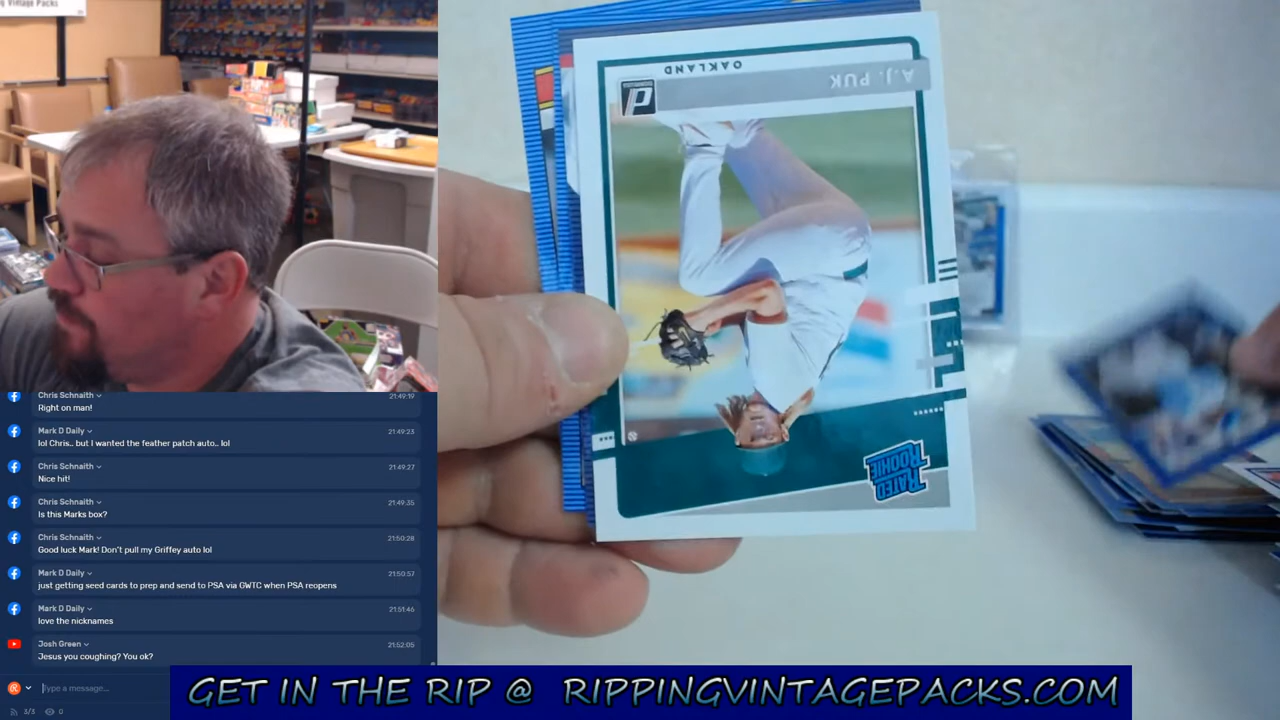 g Vintage Packs
OAKLAND
A.J. PUK
RATED
ROOKIE
Chris Schnaith 21:49:19
Right on man!
Mark D Daily 21:49:23
lol Chris.. but I wanted the feather patch auto.. lol
Chris Schnaith 21:49:27
Nice hit!
Chris Schnaith 21:49:35
Is this Marks box?
Chris Schnaith 21:50:28
Good luck Mark! Don't pull my Griffey auto lol
Mark D Daily 21:50:57
just getting seed cards to prep and send to PSA via GWTC when PSA reopens
Mark D Daily 21:51:46
love the nicknames
Josh Green 21:52:05
Jesus you coughing? You ok?
Type a message...
3/3 0
GET IN THE RIP @ RIPPINGVINTAGEPACKS.COM